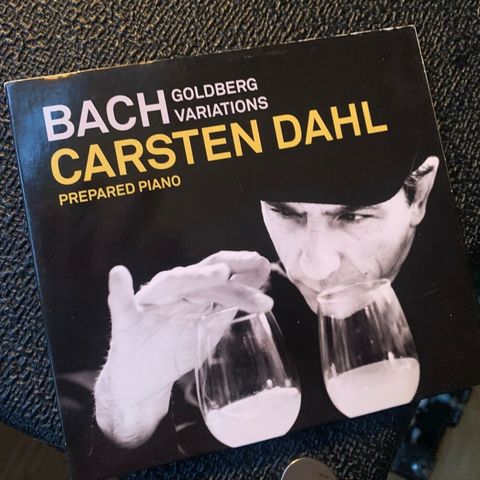 BACH GOLDBERG
VARIATIONS
CARSTEN DAHL
PREPARED PIANO